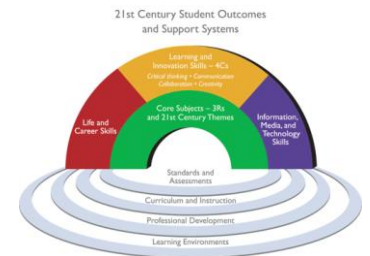 21st Century Student Outcomes
and Support Systems
Learning and
Innovation Skills – 4Cs
Critical thinking • Communication
Collaboration • Creativity
Core Subjects – 3Rs
and 21st Century Themes
Life and
Career Skills
Information,
Media, and
Technology
Skills
Standards and
Assessments
Curriculum and Instruction
Professional Development
Learning Environments